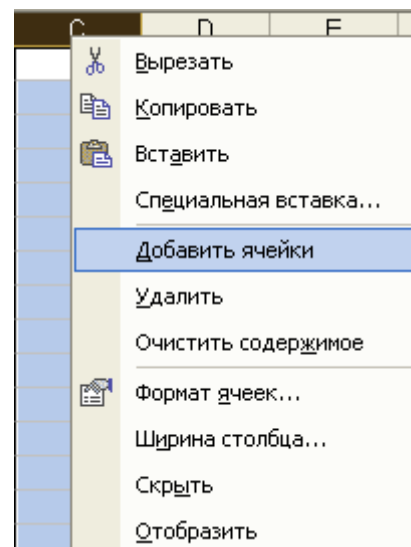 C D E
Вырезать
Копировать
Вставить
Специальная вставка...
Добавить ячейки
Удалить
Очистить содержимое
Формат ячеек...
Ширина столбца...
Скрыть
Отобразить